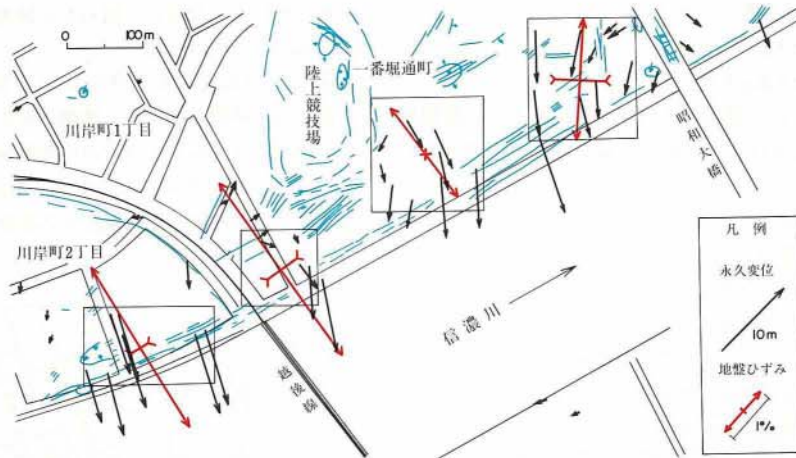 0 100m
陸上競技場
一番堀通町
川岸町1丁目
昭和大橋
川岸町2丁目
信濃川
越後線
凡例
永久変位
10m
地盤ひずみ
1%